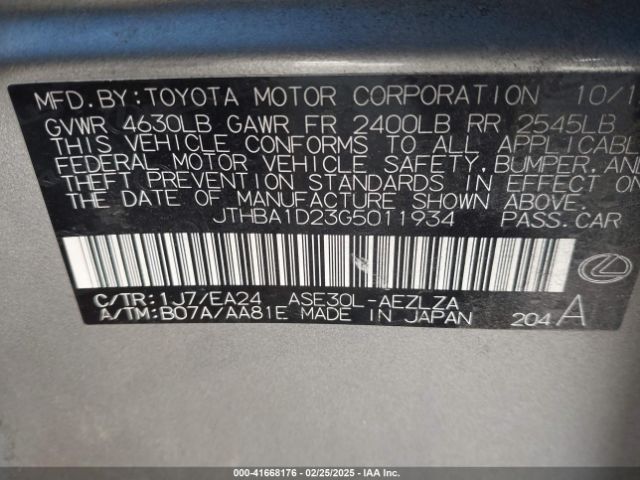 MFD. BY: TOYOTA MOTOR CORPORATION 10/1
GVWR 4630LB GAWR FR 2400LB RR 2545LB
THIS VEHICLE CONFORMS TO ALL APPLICABLE
FEDERAL MOTOR VEHICLE SAFETY, BUMPER, AND
THEFT PREVENTION STANDARDS IN EFFECT ON
THE DATE OF MANUFACTURE SHOWN ABOVE.
JTHBA1D23G5011934 PASS.CAR
C/TR: 1J7/EA24 ASE30L-AEZLZA
A/TM: B07A/AA81E MADE IN JAPAN 204 A
000-41668176 | 02/25/2025 | IAA Inc.